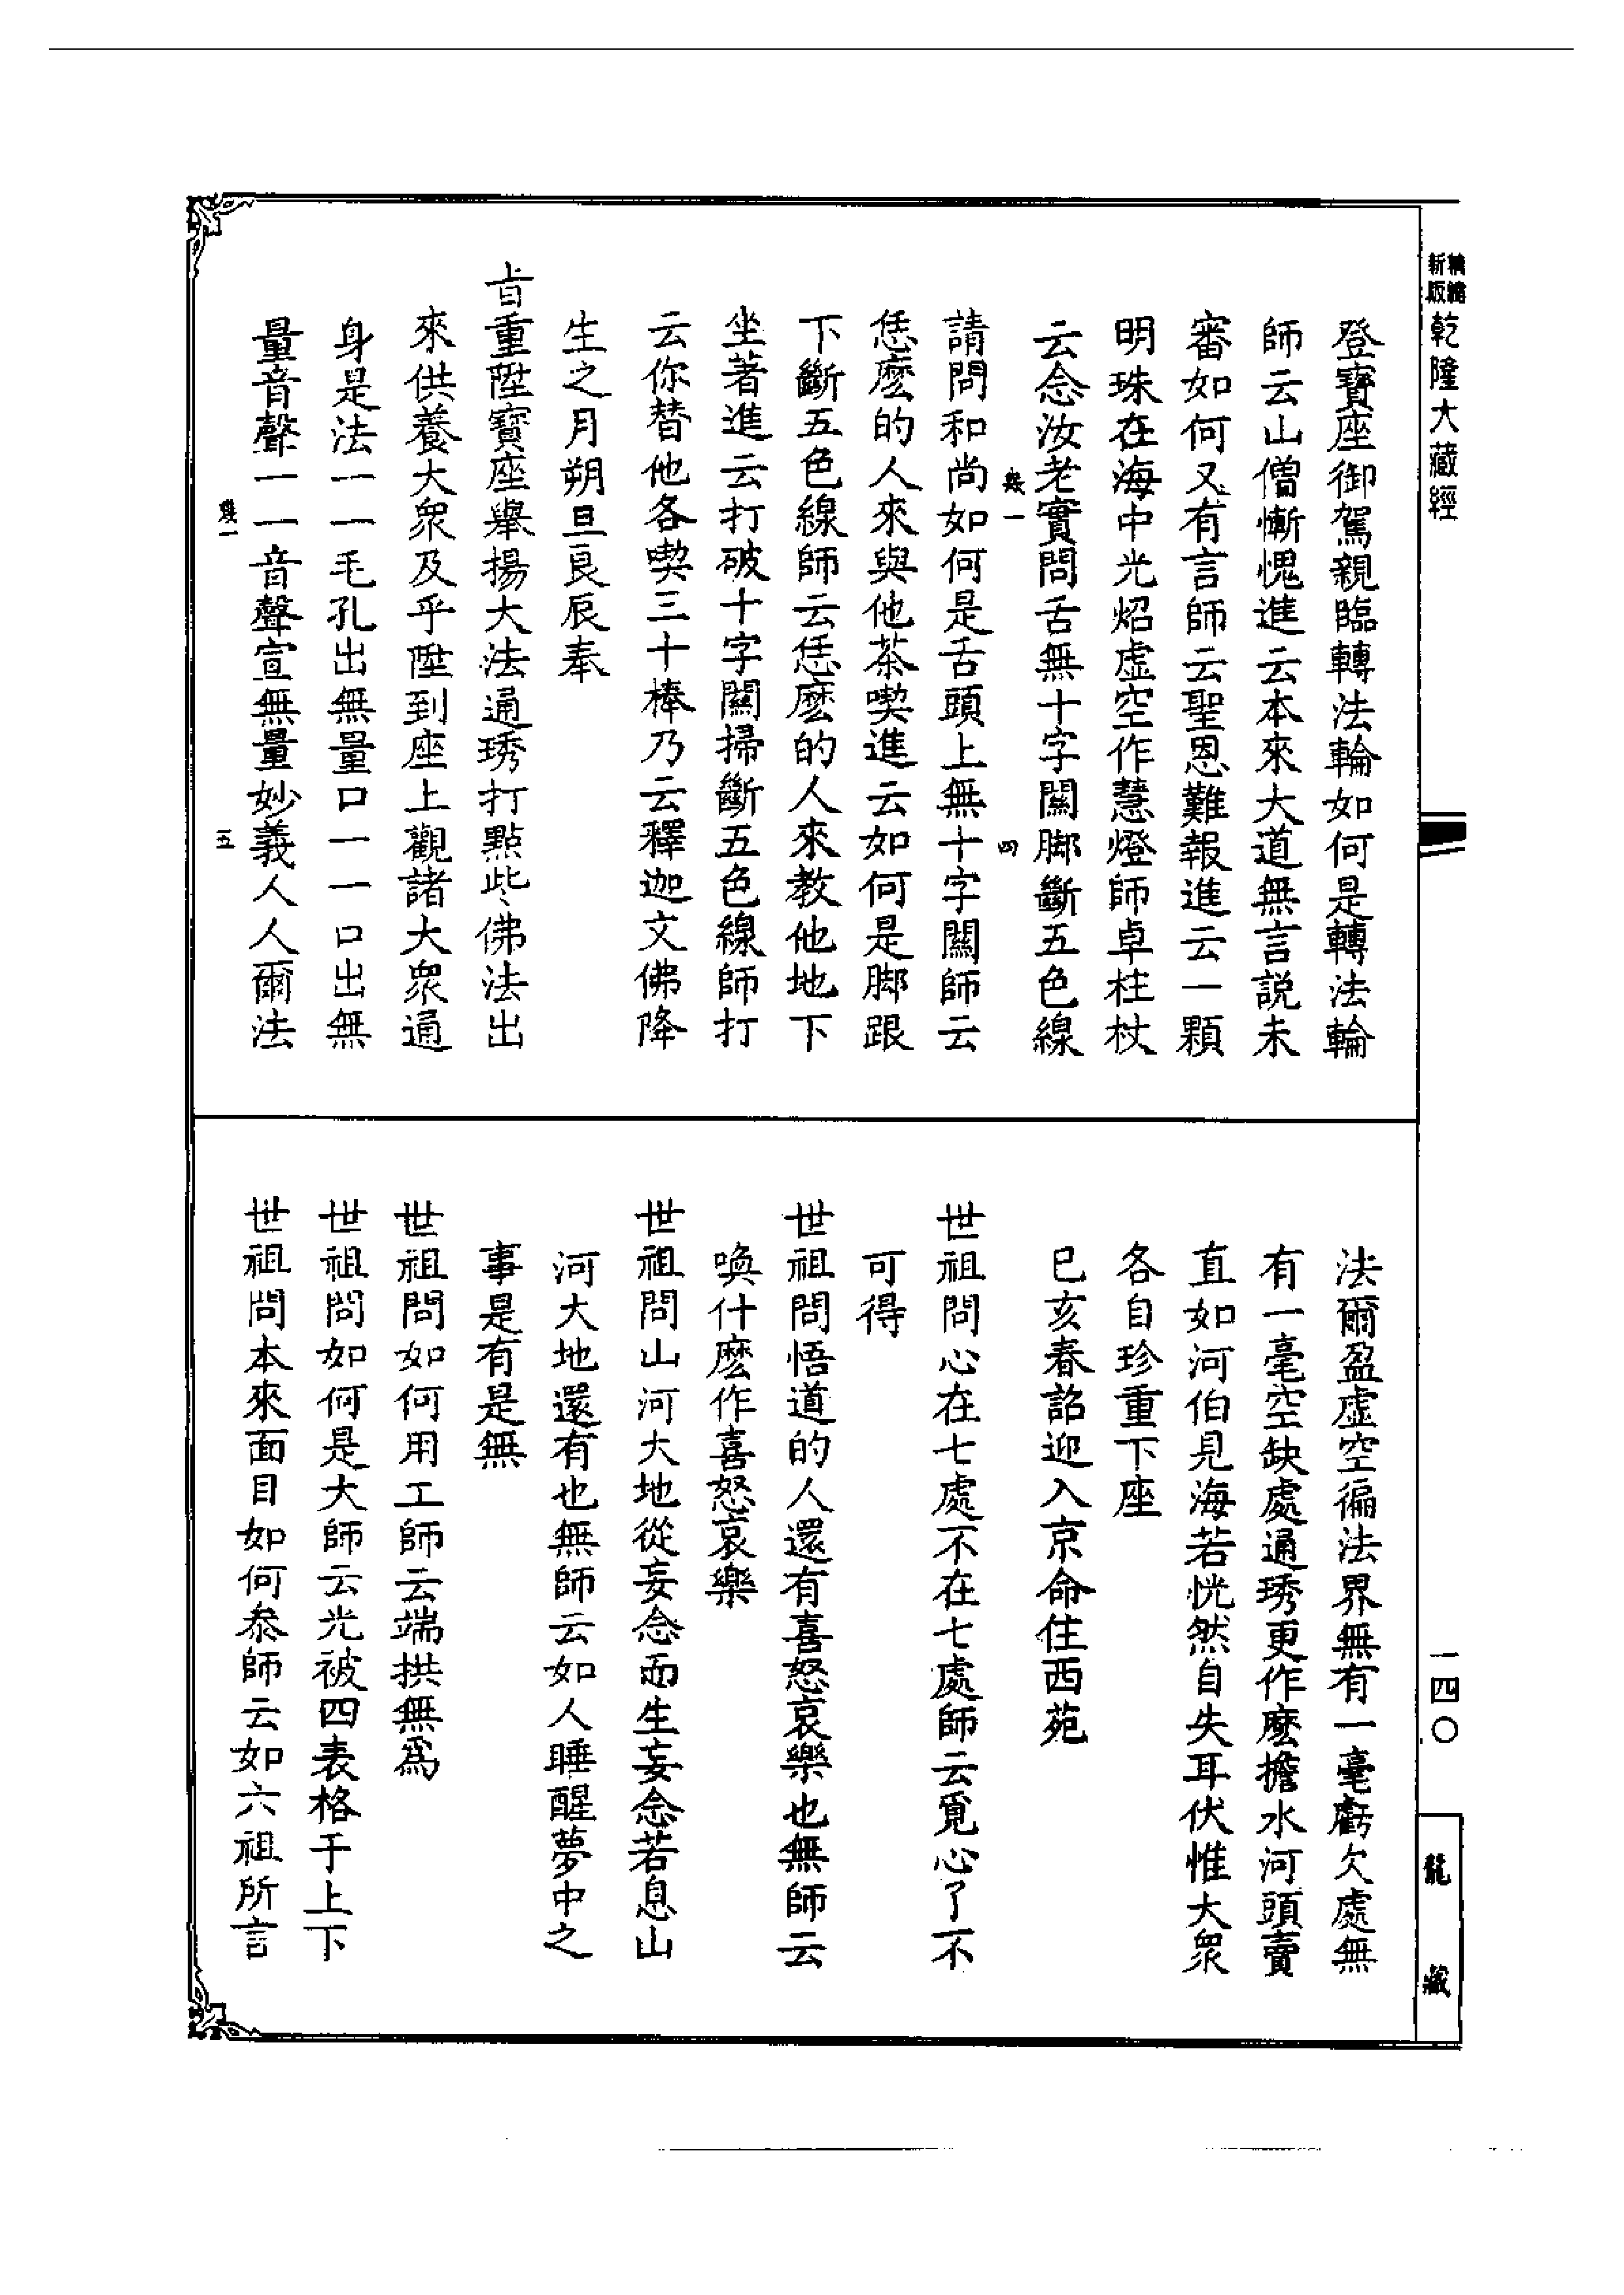 精縮
新版
乾隆大藏經
登寶座御駕親臨轉法輪如何是轉法輪
師云山僧慚愧進云本來大道無言説未
審如何又有言師云聖恩難報進云一顆
明珠在海中光炤虛空作慧燈師卓柱杖
云念汝老實問舌無十字關脚斷五色線
四
請問和尚如何是舌頭上無十字關師云
恁麽的人來與他茶喫進云如何是脚跟
下斷五色線師云恁麽的人來教他地下
坐著進云打破十字關掃斷五色線師打
云你替他各喫三十棒乃云釋迦文佛降
生之月朔旦良辰奉
旨重陞寶座舉揚大法通琇打點些佛法出
來供養大衆及乎陞到座上觀諸大衆通
身是法一一毛孔出無量口一一口出無
量音聲一一音聲宣無量妙義人人爾法
五
法爾盈虛空徧法界無有一毫虧欠處無
有一毫空缺處通琇更作麽擔水河頭賣
直如河伯見海若恍然自失耳伏惟大衆
各自珍重下座
巳亥春詔迎入京命住西苑
世祖問心在七處不在七處師云覓心了不
可得
世祖問悟道的人還有喜怒哀樂也無師云
喚什麽作喜怒哀樂
世祖問山河大地從妄念而生妄念若息山
河大地還有也無師云如人睡醒夢中之
事是有是無
世祖問如何用工師云端拱無爲
世祖問如何是大師云光被四表格于上下
世祖問本來面目如何叅師云如六祖所言
一四〇
龍藏